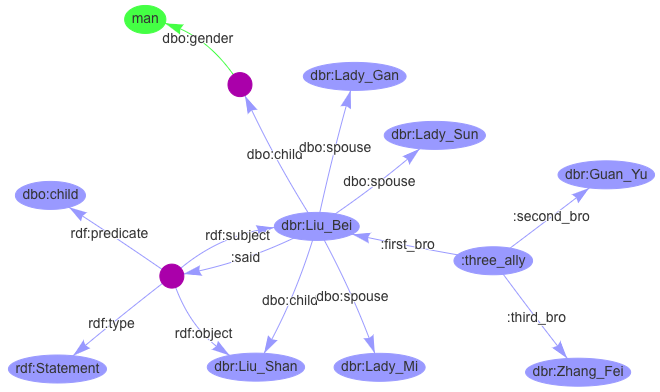 man
dbo:gender
dbr:Lady_Gan
dbr:Lady_Sun
dbo:child
dbo:spouse
dbr:Guan_Yu
dbo:spouse
dbo:child
:second_bro
dbr:Liu_Bei
rdf:predicate
rdf:subject
:first_bro
:said
:three_ally
dbo:child
dbo:spouse
:third_bro
rdf:type
rdf:object
rdf:Statement
dbr:Liu_Shan
dbr:Lady_Mi
dbr:Zhang_Fei